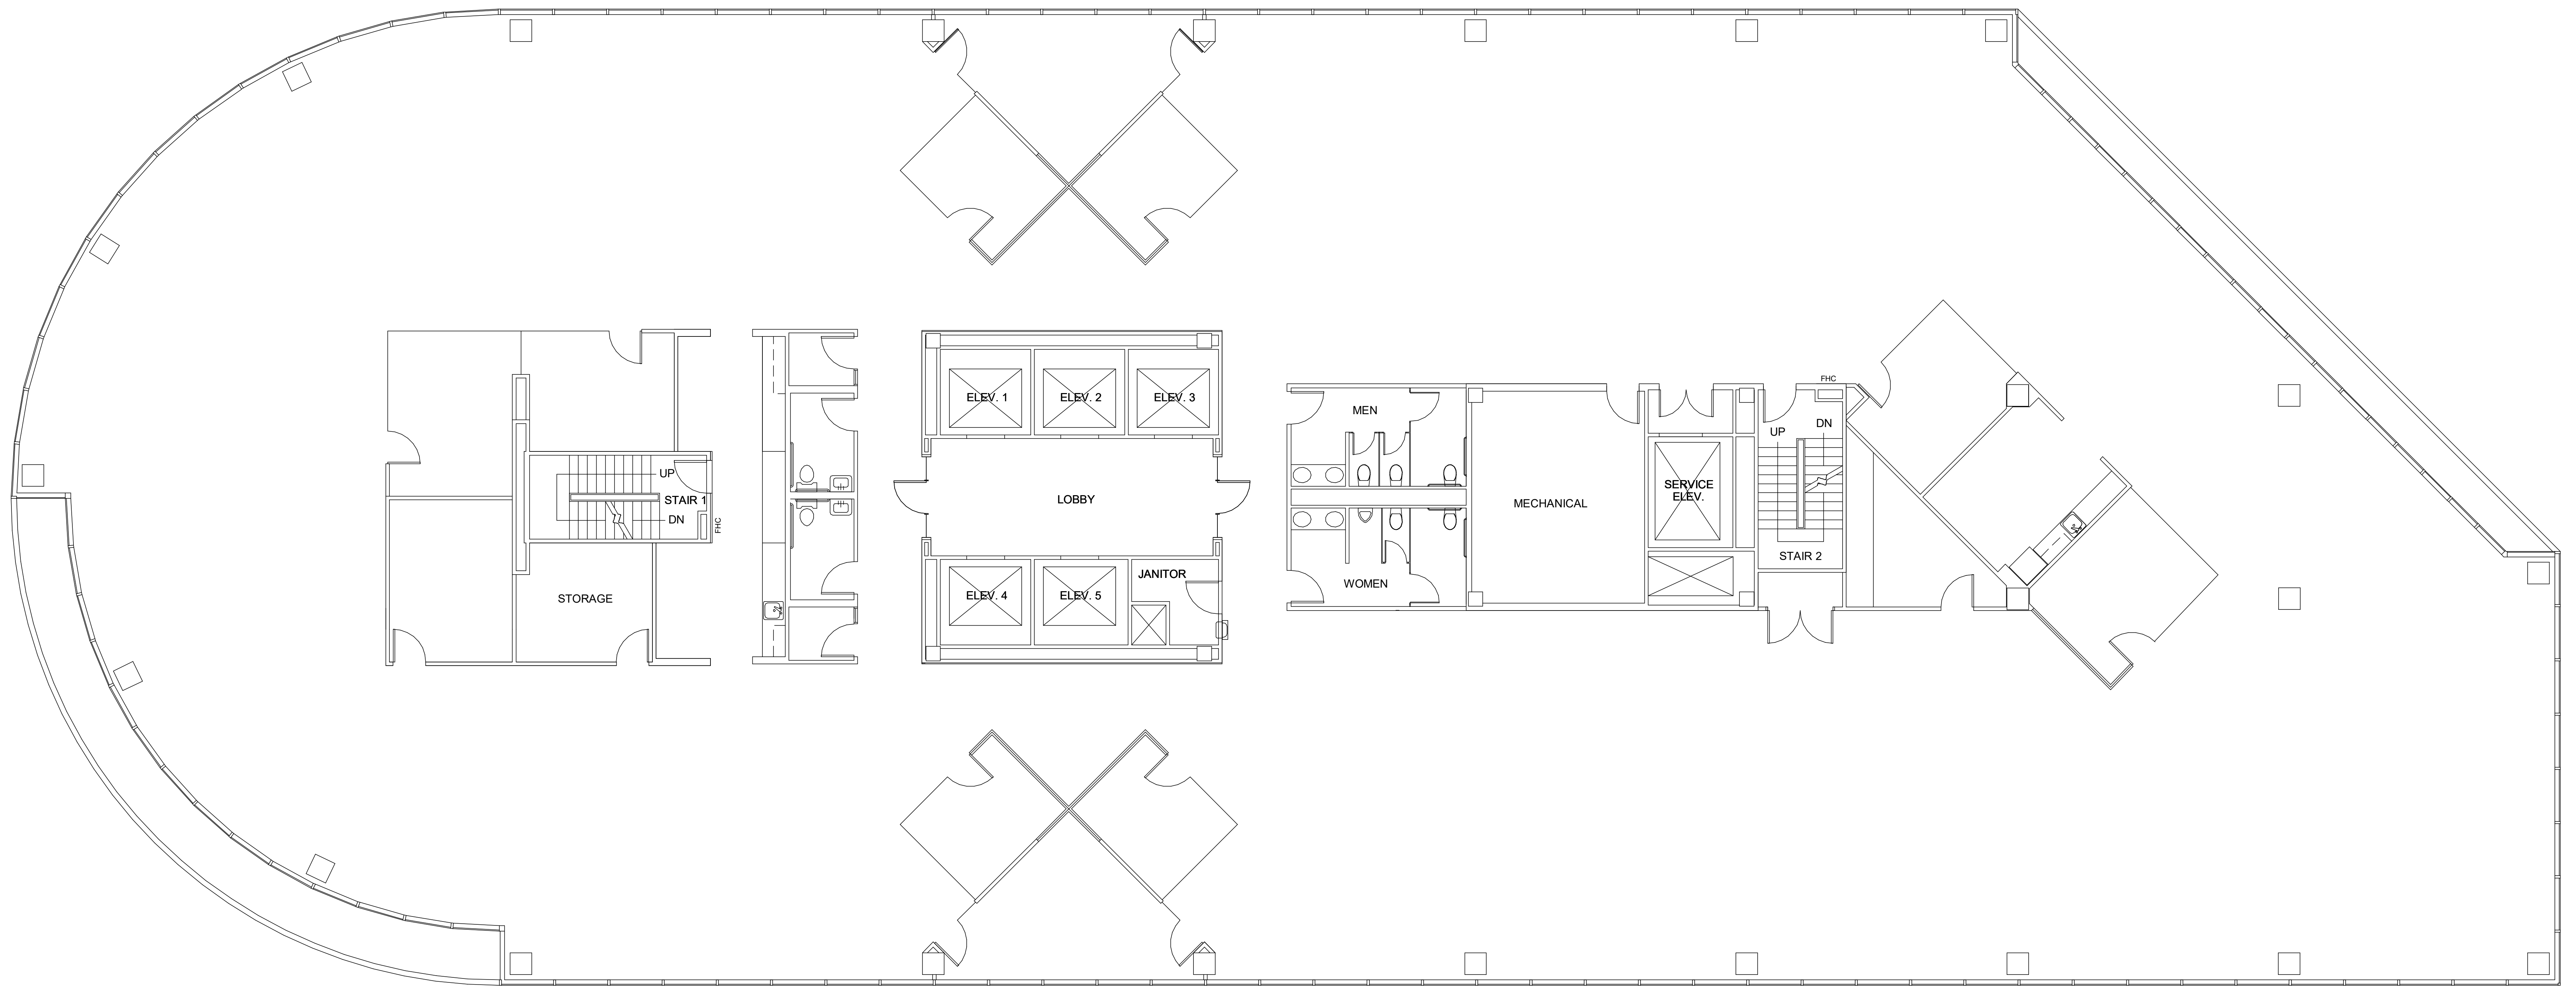 FHC
ELEV. 1
ELEV. 2
ELEV. 3
MEN
UP
DN
UP
STAIR 1
DN
FHC
LOBBY
MECHANICAL
SERVICE
ELEV.
STAIR 2
STORAGE
ELEV. 4
ELEV. 5
JANITOR
WOMEN